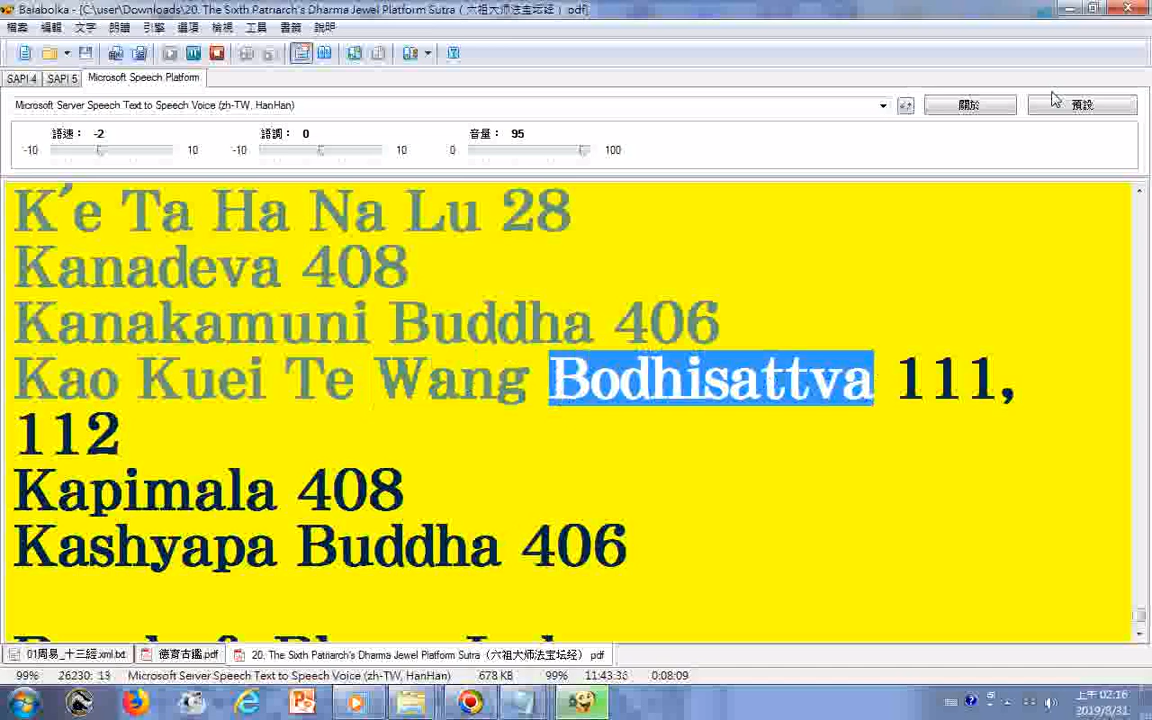 Balabolka - [C:\user\Downloads\20. The Sixth Patriarch's Dharma Jewel Platform Sutra（六祖大师法宝坛经） pdf]
檔案 編輯 文字 朗讀 引擎 選項 檢視 工具 書籤 說明
SAPI 4 SAPI 5 Microsoft Speech Platform
Microsoft Server Speech Text to Speech Voice (zh-TW, HanHan) 關於 預設
語速： -2 語調： 0 音量： 95
-10 10 -10 10 0 100
K'e Ta Ha Na Lu 28
Kanadeva 408
Kanakamuni Buddha 406
Kao Kuei Te Wang Bodhisattva 111,
112
Kapimala 408
Kashyapa Buddha 406
01周易_十三經.xml.txt 德育古鑑.pdf 20. The Sixth Patriarch's Dharma Jewel Platform Sutra（六祖大师法宝坛经） pdf
99% 26230: 13 Microsoft Server Speech Text to Speech Voice (zh-TW, HanHan) 678 KB 99% 11:43:36 0:08:09
上午 02:16
2019/8/31